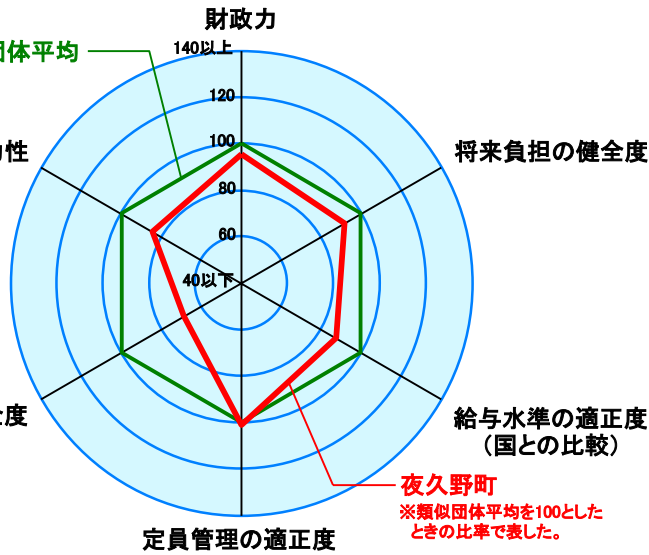 財政力
140以上
団体平均
120
100
80
60
40以下
性
将来負担の健全度
度
給与水準の適正度
(国との比較)
夜久野町
※類似団体平均を100とした
ときの比率で表した。
定員管理の適正度